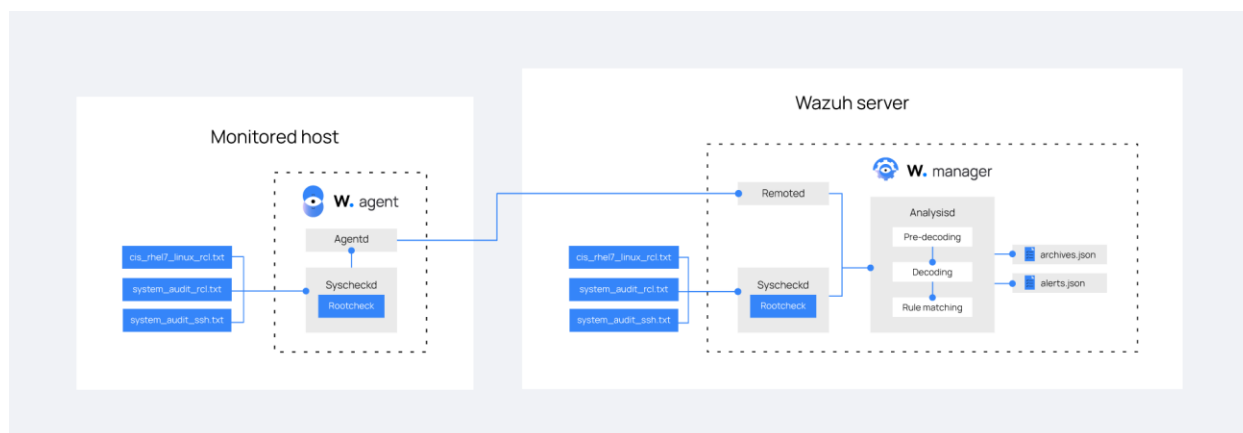 Monitored host
W. agent
Agentd
cis_rhel7_linux_rcl.txt
system_audit_rcl.txt
system_audit_ssh.txt
Syscheckd
Rootcheck
Wazuh server
W. manager
Remoted
cis_rhel7_linux_rcl.txt
system_audit_rcl.txt
system_audit_ssh.txt
Syscheckd
Rootcheck
Analysisd
Pre-decoding
Decoding
Rule matching
archives.json
alerts.json